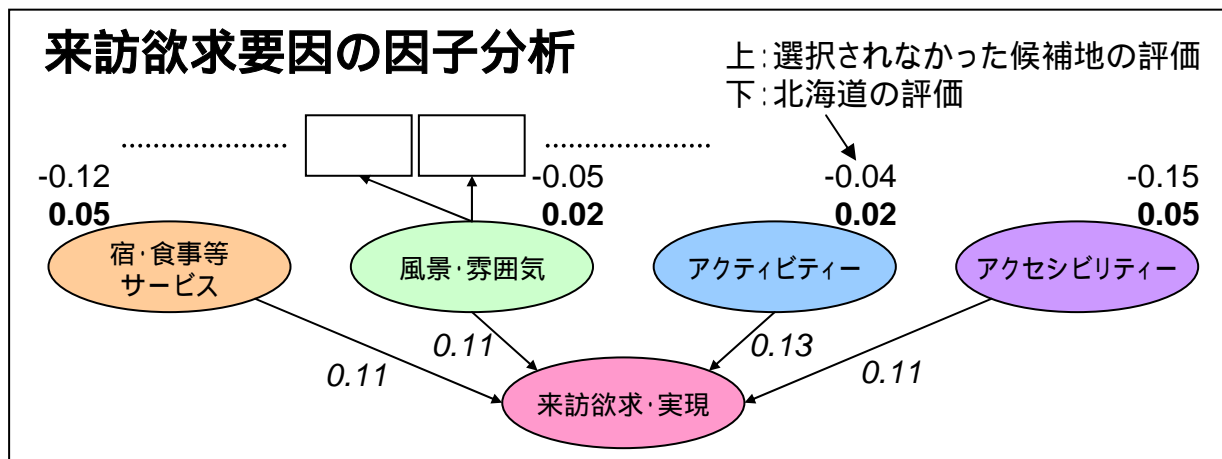 来訪欲求要因の因子分析
上:選択されなかった候補地の評価
下:北海道の評価
-0.12
0.05
-0.05
0.02
-0.04
0.02
-0.15
0.05
宿・食事等
サービス
風景・雰囲気
アクティビティー
アクセシビリティー
0.11
0.11
0.13
0.11
来訪欲求・実現